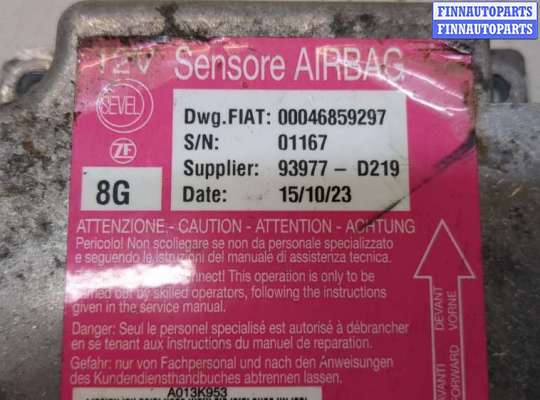 FINNAUTOPARTS
FINNAUTOPARTS
12V Sensore AIRBAG
SEVEL
ZF
8G
Dwg.FIAT: 00046859297
S/N: 01167
Supplier: 93977 - D219
Date: 15/10/23
ATTENZIONE - CAUTION - ATTENTION - ACHTUNG
Pericolo! Non scollegare se non da personale specializzato
e seguendo le istruzioni del manuale di assistenza tecnica.
This operation is only to be
out by skilled operators, following the instructions
given in the service manual.
Danger: Seul le personel spécialisé est autorisé à débrancher
en se tenant aux instructions du manuel de reparation.
Gefahr: nur von Fachpersonal und nach den Anweisungen
des Kundendiensthandbuches abtrennen lassen.
A013K953
DEVANT
VORNE
AVANTI
FORWARD